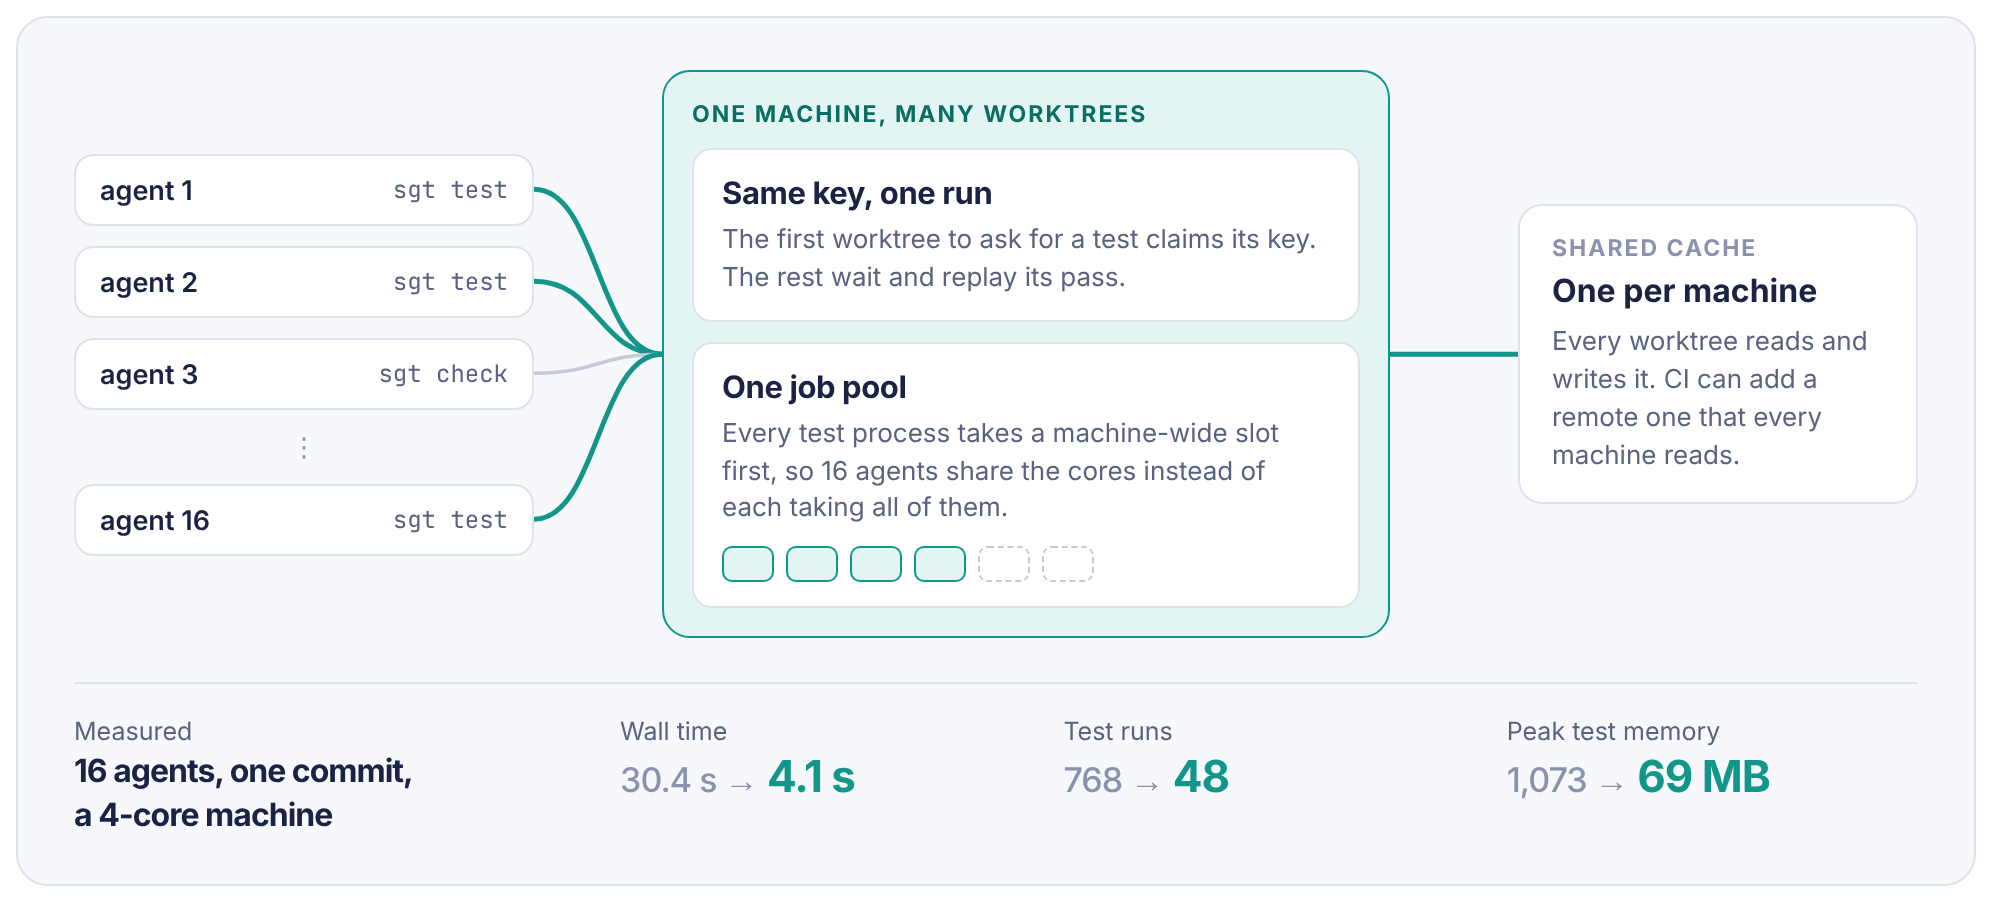 ONE MACHINE, MANY WORKTREES
agent 1 sgt test
agent 2 sgt test
agent 3 sgt check
⋮
agent 16 sgt test
Same key, one run
The first worktree to ask for a test claims its key.
The rest wait and replay its pass.
One job pool
Every test process takes a machine-wide slot
first, so 16 agents share the cores instead of
each taking all of them.
SHARED CACHE
One per machine
Every worktree reads and
writes it. CI can add a
remote one that every
machine reads.
Measured
16 agents, one commit,
a 4-core machine
Wall time
30.4 s → 4.1 s
Test runs
768 → 48
Peak test memory
1,073 → 69 MB